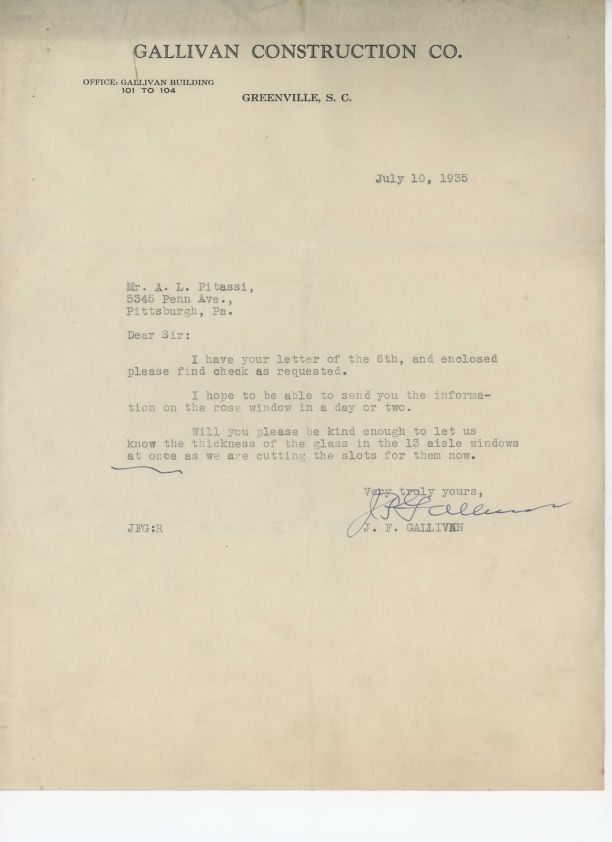 GALLIVAN CONSTRUCTION CO.
OFFICE: GALLIVAN BUILDING
101 TO 104
GREENVILLE, S. C.
July 10, 1935
Mr. A. L. Pitassi,
5345 Penn Ave.,
Pittsburgh, Pa.
Dear Sir:
I have your letter of the 6th, and enclosed
please find check as requested.
I hope to be able to send you the informa-
tion on the rose window in a day or two.
Will you please be kind enough to let us
know the thickness of the glass in the 13 aisle windows
at once as we are cutting the slots for them now.
Very truly yours,
J F Gallivan
J. F. GALLIVAN
JFG:R